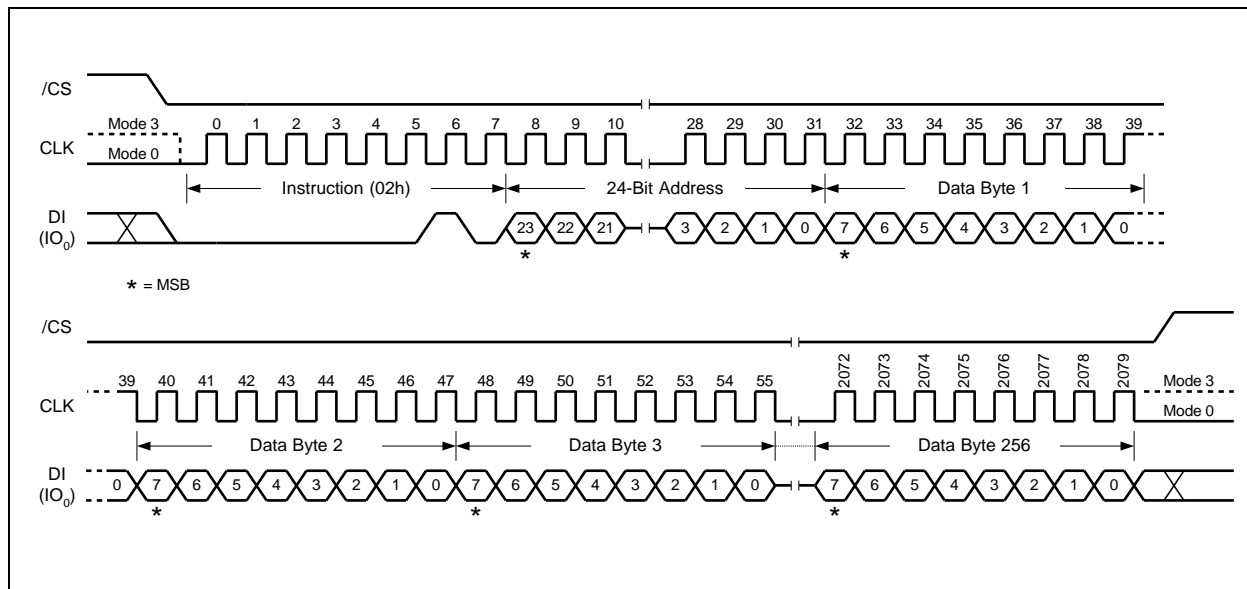 /CS
Mode 3 0 1 2 3 4 5 6 7 8 9 10 28 29 30 31 32 33 34 35 36 37 38 39
CLK Mode 0
Instruction (02h) 24-Bit Address Data Byte 1
DI
(IO0) 23 22 21 3 2 1 0 7 6 5 4 3 2 1 0
* *
* = MSB
/CS
39 40 41 42 43 44 45 46 47 48 49 50 51 52 53 54 55 2072 2073 2074 2075 2076 2077 2078 2079 Mode 3
CLK Mode 0
Data Byte 2 Data Byte 3 Data Byte 256
DI
(IO0) 0 7 6 5 4 3 2 1 0 7 6 5 4 3 2 1 0 7 6 5 4 3 2 1 0
* * *